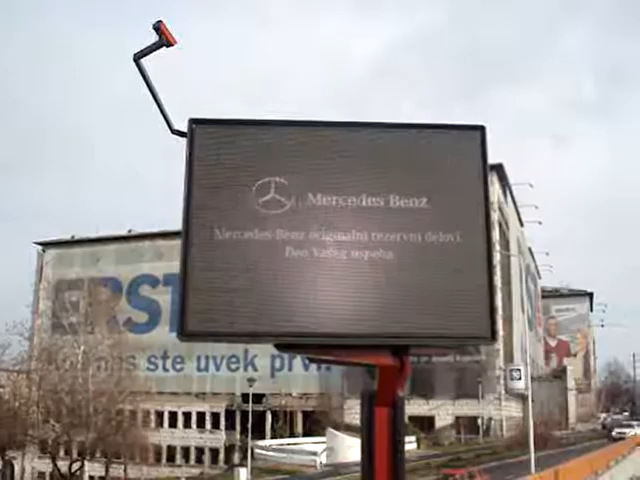 Mercedes Benz
Mercedes-Benz originalni rezervni delovi.
Deo Vašeg uspeha.
ERST
ste uvek prvi.